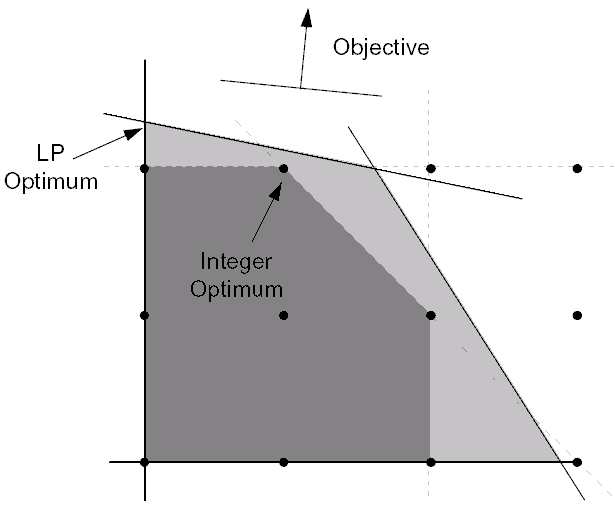 Objective
LP
Optimum
Integer
Optimum